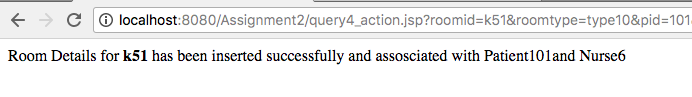 localhost:8080/Assignment2/query4_action.jsp?roomid=k51&roomtype=type10&pid=101
Room Details for k51 has been inserted successfully and assosciated with Patient101and Nurse6